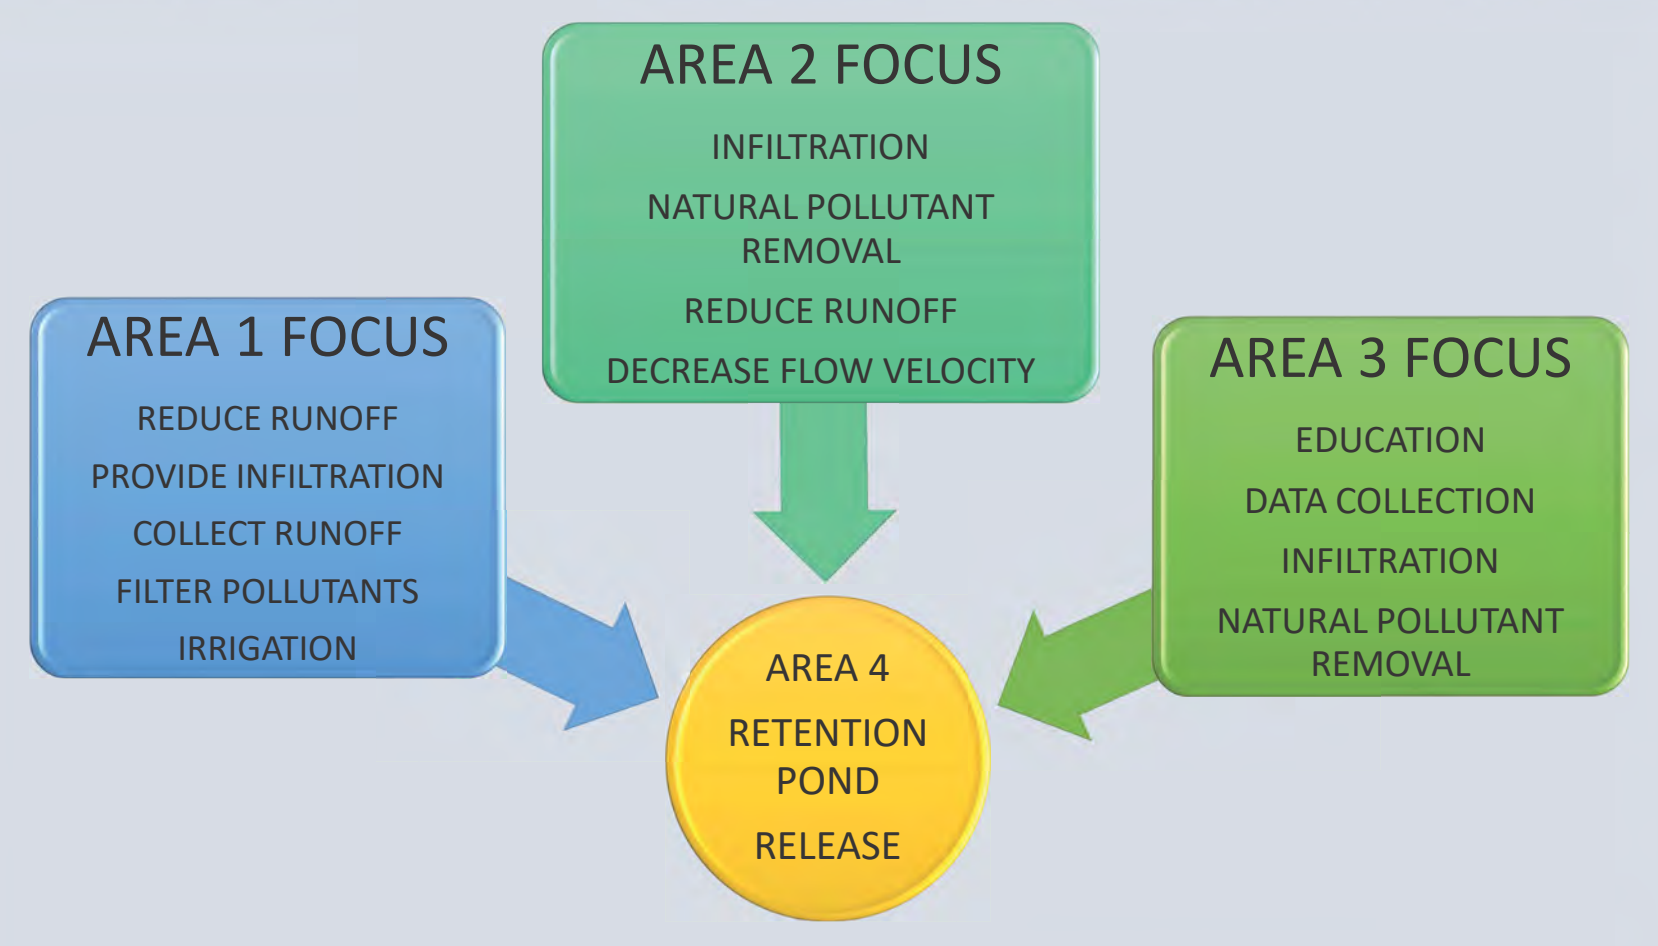 AREA 2 FOCUS
INFILTRATION
NATURAL POLLUTANT
REMOVAL
REDUCE RUNOFF
DECREASE FLOW VELOCITY
AREA 1 FOCUS
REDUCE RUNOFF
PROVIDE INFILTRATION
COLLECT RUNOFF
FILTER POLLUTANTS
IRRIGATION
AREA 3 FOCUS
EDUCATION
DATA COLLECTION
INFILTRATION
NATURAL POLLUTANT
REMOVAL
AREA 4
RETENTION
POND
RELEASE